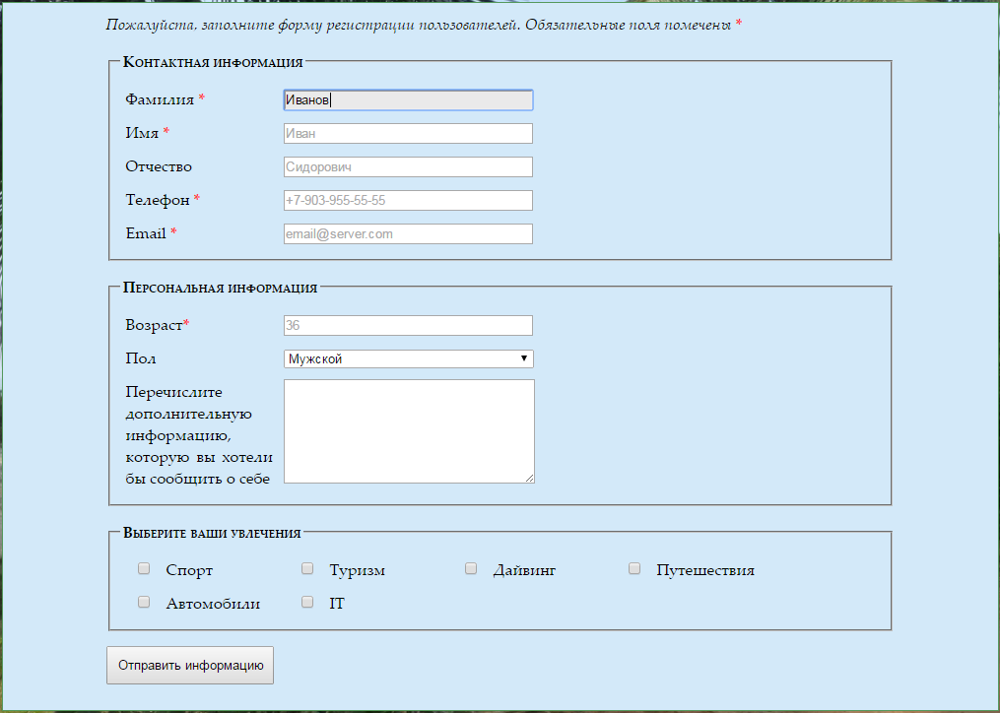 Пожалуйста, заполните форму регистрации пользователей. Обязательные поля помечены *
Контактная информация
Фамилия * Иванов
Имя * Иван
Отчество Сидорович
Телефон * +7-903-955-55-55
Email * email@server.com
Персональная информация
Возраст* 36
Пол Мужской
Перечислите
дополнительную
информацию,
которую вы хотели
бы сообщить о себе
Выберите ваши увлечения
Спорт Туризм Дайвинг Путешествия
Автомобили IT
Отправить информацию